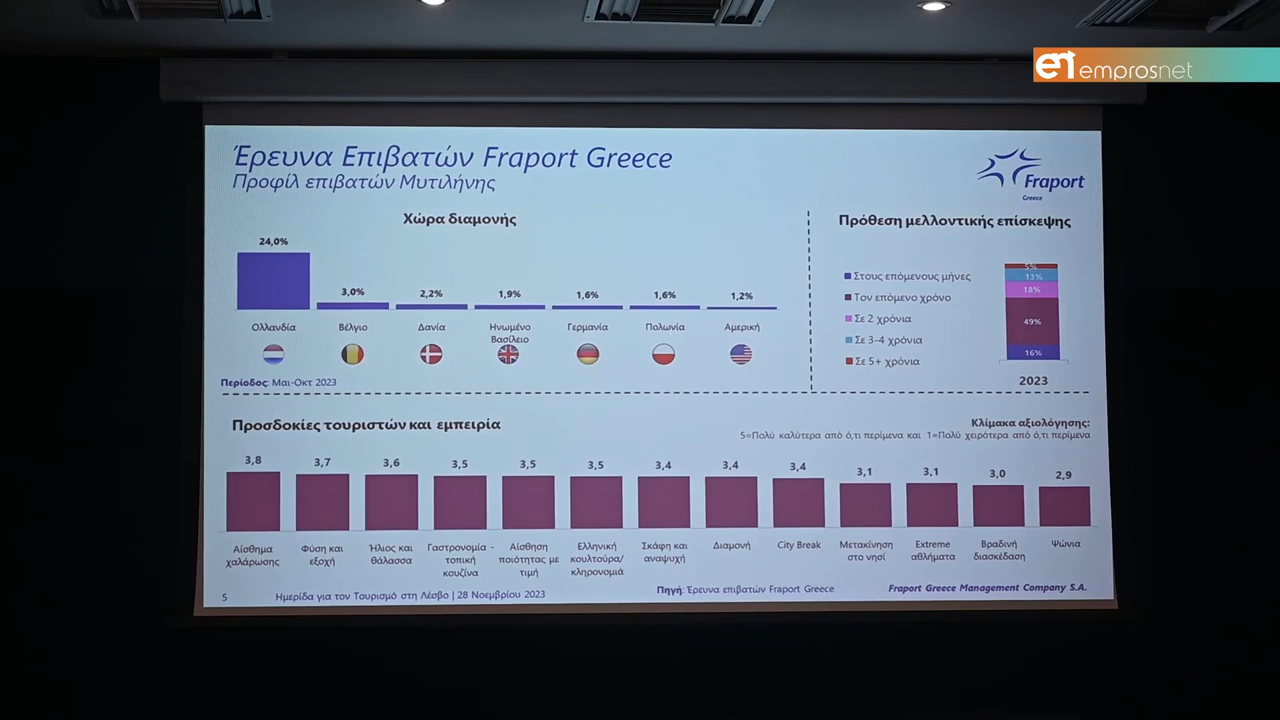 en emprosnet
Έρευνα Επιβατών Fraport Greece
Προφίλ επιβατών Μυτιλήνης
Fraport
Greece
Χώρα διαμονής
24,0%
3,0%
2,2%
1,9%
1,6%
1,6%
1,2%
Ολλανδία
Βέλγιο
Δανία
Ηνωμένο
Βασίλειο
Γερμανία
Πολωνία
Αμερική
Περίοδος: Μαι-Οκτ 2023
Πρόθεση μελλοντικής επίσκεψης
Στους επόμενους μήνες
Τον επόμενο χρόνο
Σε 2 χρόνια
Σε 3-4 χρόνια
Σε 5+ χρόνια
5%
13%
18%
49%
16%
2023
Προσδοκίες τουριστών και εμπειρία
Κλίμακα αξιολόγησης:
5=Πολύ καλύτερα από ό,τι περίμενα και 1=Πολύ χειρότερα από ό,τι περίμενα
3,8
3,7
3,6
3,5
3,5
3,5
3,4
3,4
3,4
3,1
3,1
3,0
2,9
Αίσθημα
χαλάρωσης
Φύση και
εξοχή
Ήλιος και
θάλασσα
Γαστρονομία -
τοπική
κουζίνα
Αίσθηση
ποιότητας με
τιμή
Ελληνική
κουλτούρα/
κληρονομιά
Σκάφη και
αναψυχή
Διαμονή
City Break
Μετακίνηση
στο νησί
Extreme
αθλήματα
Βραδινή
διασκέδαση
Ψώνια
5
Ημερίδα για τον Τουρισμό στη Λέσβο | 28 Νοεμβρίου 2023
Πηγή: Έρευνα επιβατών Fraport Greece
Fraport Greece Management Company S.A.